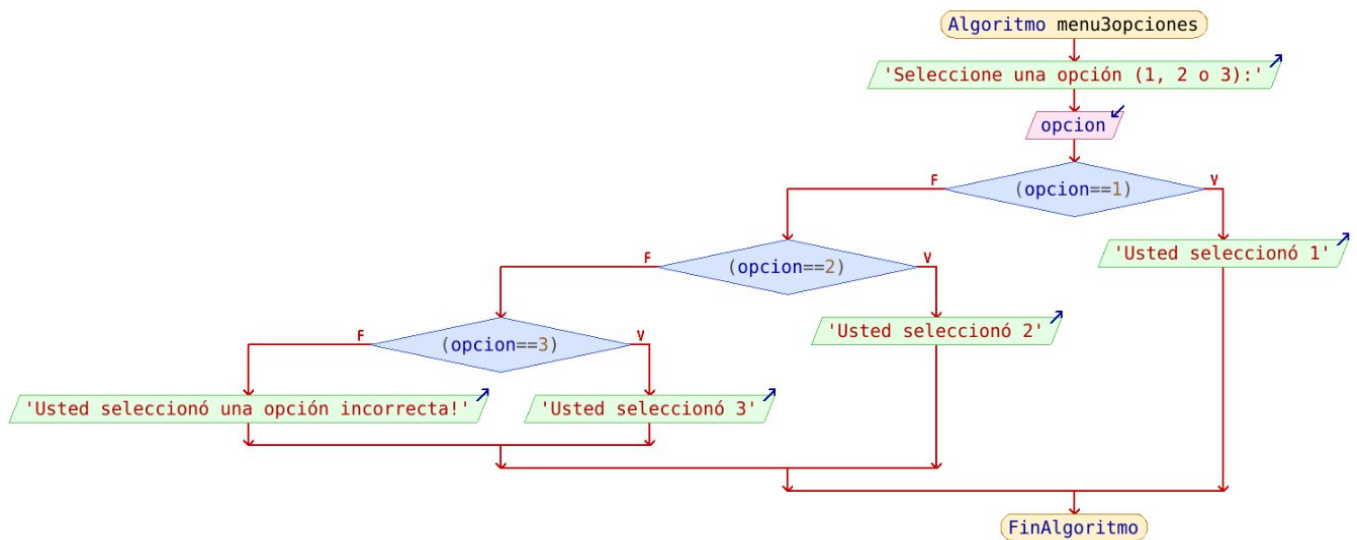 Algoritmo menu3opciones
'Seleccione una opción (1, 2 o 3):'
opcion
F
(opcion==1)
V
F
(opcion==2)
V
'Usted seleccionó 1'
F
(opcion==3)
V
'Usted seleccionó 2'
'Usted seleccionó una opción incorrecta!'
'Usted seleccionó 3'
FinAlgoritmo